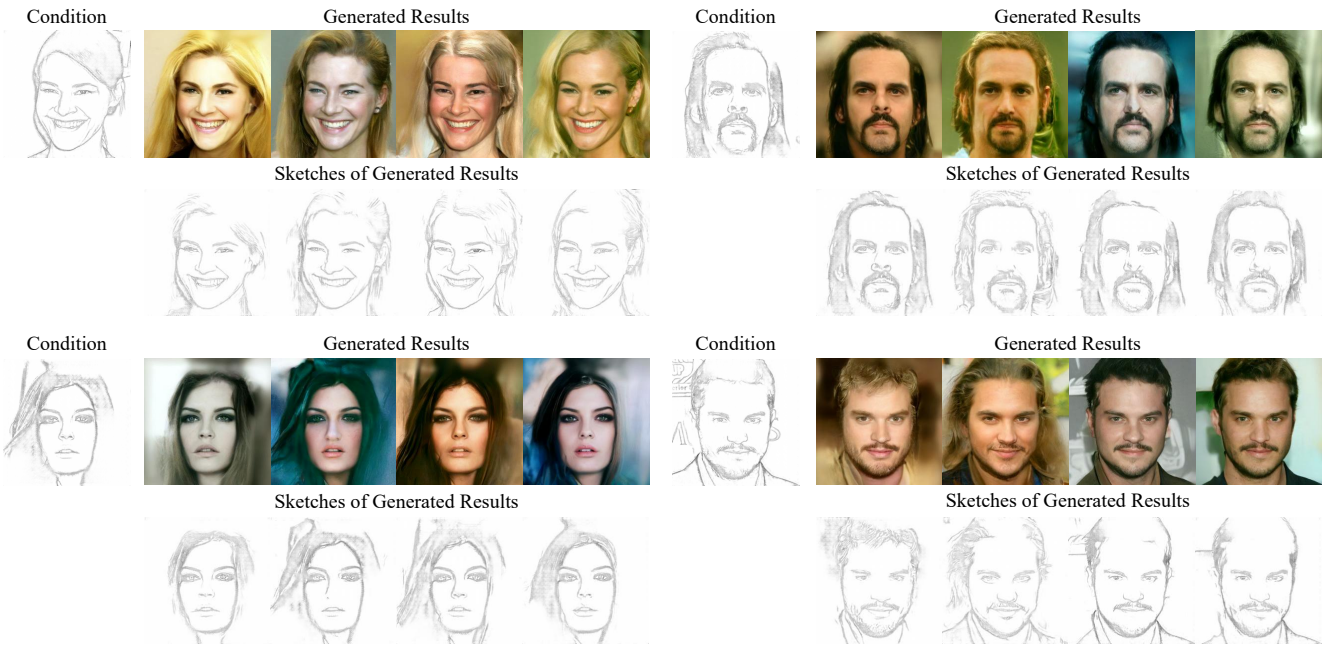 Condition
Generated Results
Condition
Generated Results
Sketches of Generated Results
Sketches of Generated Results
Condition
Generated Results
Condition
Generated Results
Sketches of Generated Results
Sketches of Generated Results